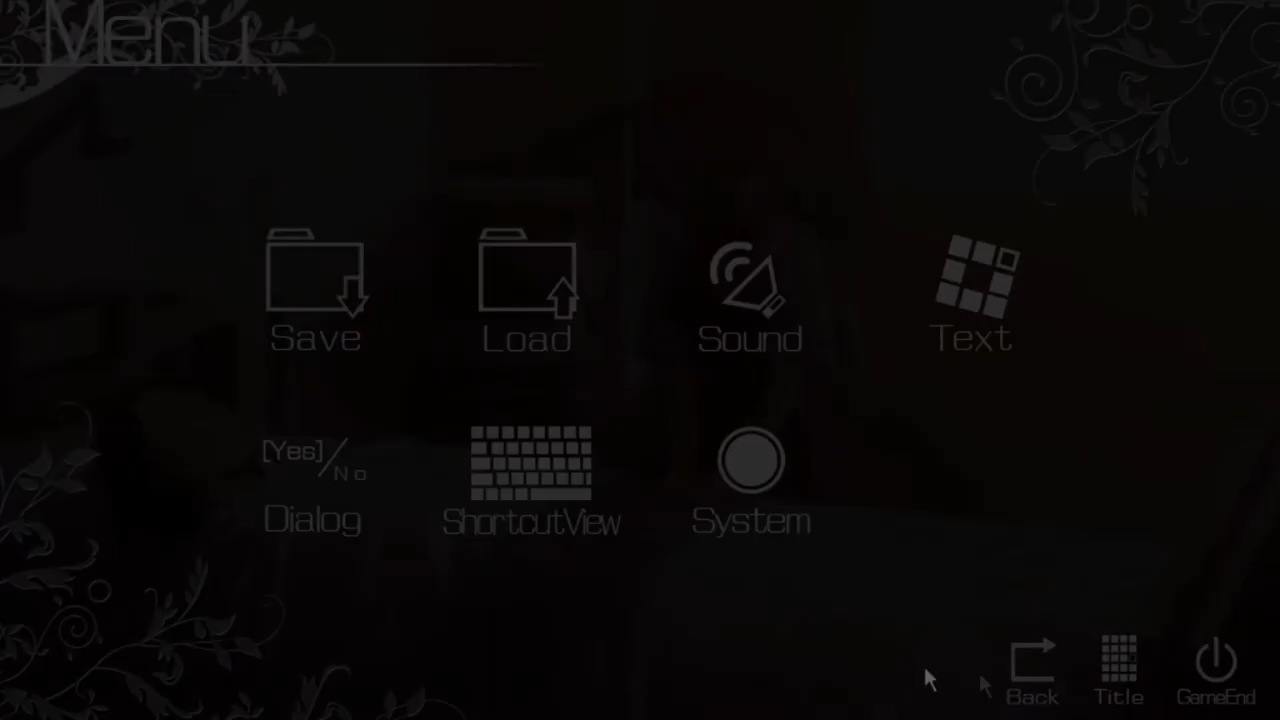 Menu
Save Load Sound Text
[Yes]/No
Dialog ShortcutView System
Back Title GameEnd